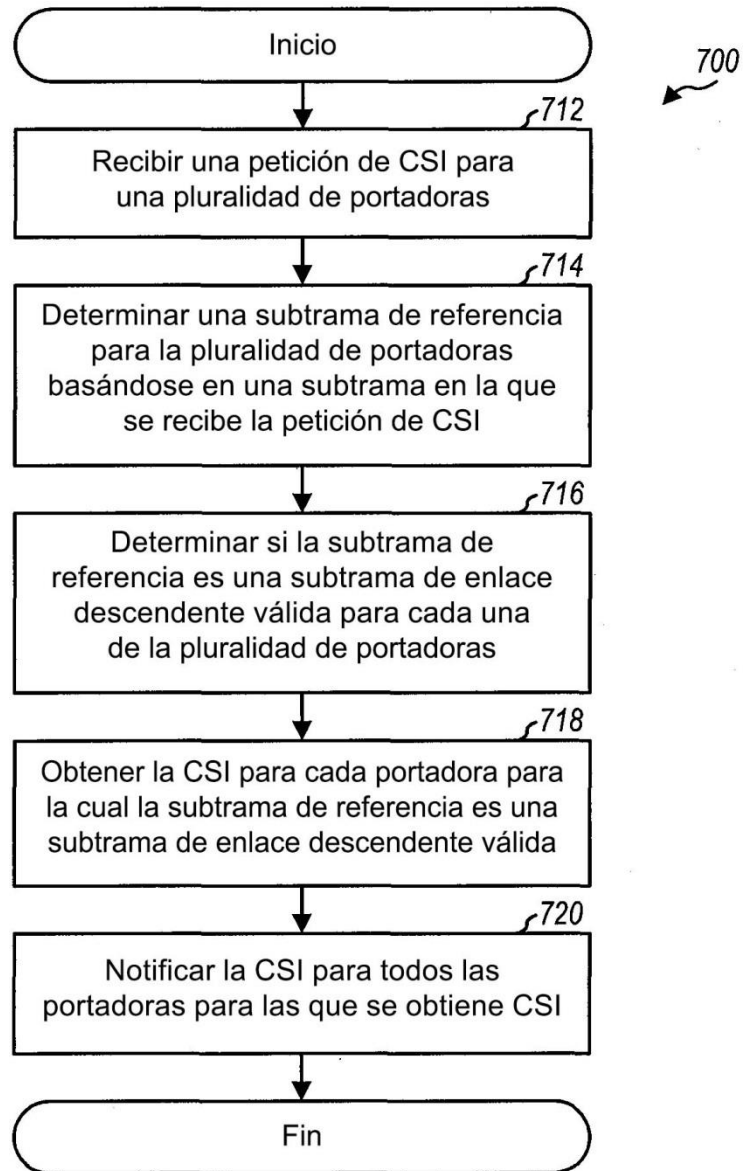 Inicio
700
712
Recibir una petición de CSI para
una pluralidad de portadoras
714
Determinar una subtrama de referencia
para la pluralidad de portadoras
basándose en una subtrama en la que
se recibe la petición de CSI
716
Determinar si la subtrama de
referencia es una subtrama de enlace
descendente válida para cada una
de la pluralidad de portadoras
718
Obtener la CSI para cada portadora para
la cual la subtrama de referencia es una
subtrama de enlace descendente válida
720
Notificar la CSI para todos las
portadoras para las que se obtiene CSI
Fin